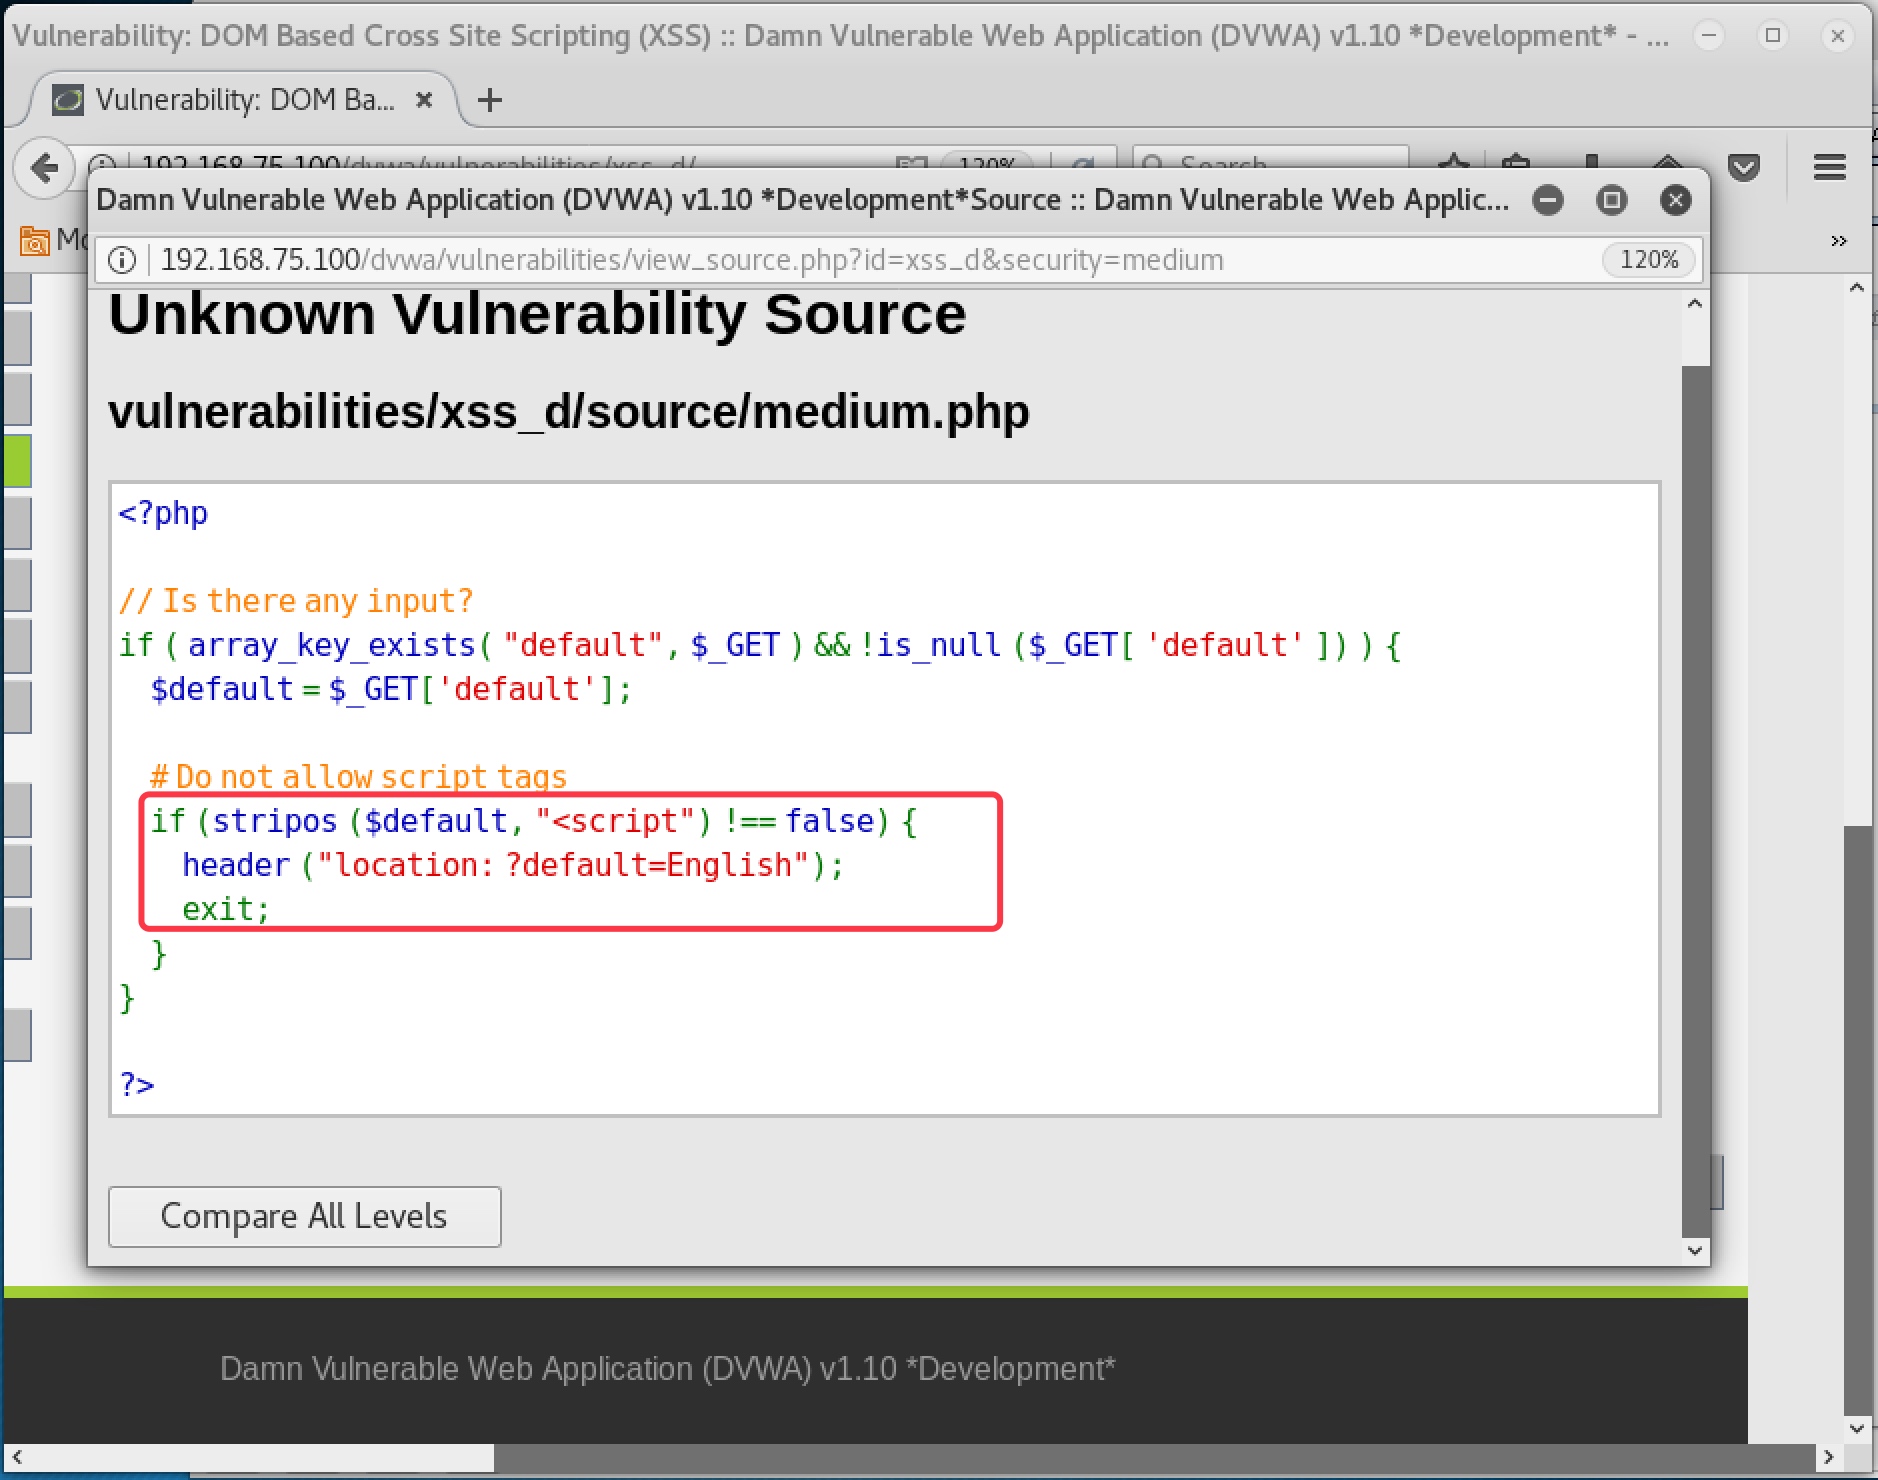 Vulnerability: DOM Based Cross Site Scripting (XSS) :: Damn Vulnerable Web Application (DVWA) v1.10 *Development* - ...
Vulnerability: DOM Ba...
192.168.75.100/dvwa/vulnerabilities/xss_d/ 120% Search
Damn Vulnerable Web Application (DVWA) v1.10 *Development*Source :: Damn Vulnerable Web Applic...
192.168.75.100/dvwa/vulnerabilities/view_source.php?id=xss_d&security=medium 120%
Unknown Vulnerability Source
vulnerabilities/xss_d/source/medium.php
<?php
// Is there any input?
if ( array_key_exists( "default", $_GET ) && !is_null ($_GET[ 'default' ]) ) {
$default = $_GET['default'];
# Do not allow script tags
if (stripos ($default, "<script") !== false) {
header ("location: ?default=English");
exit;
}
}
?>
Compare All Levels
Damn Vulnerable Web Application (DVWA) v1.10 *Development*